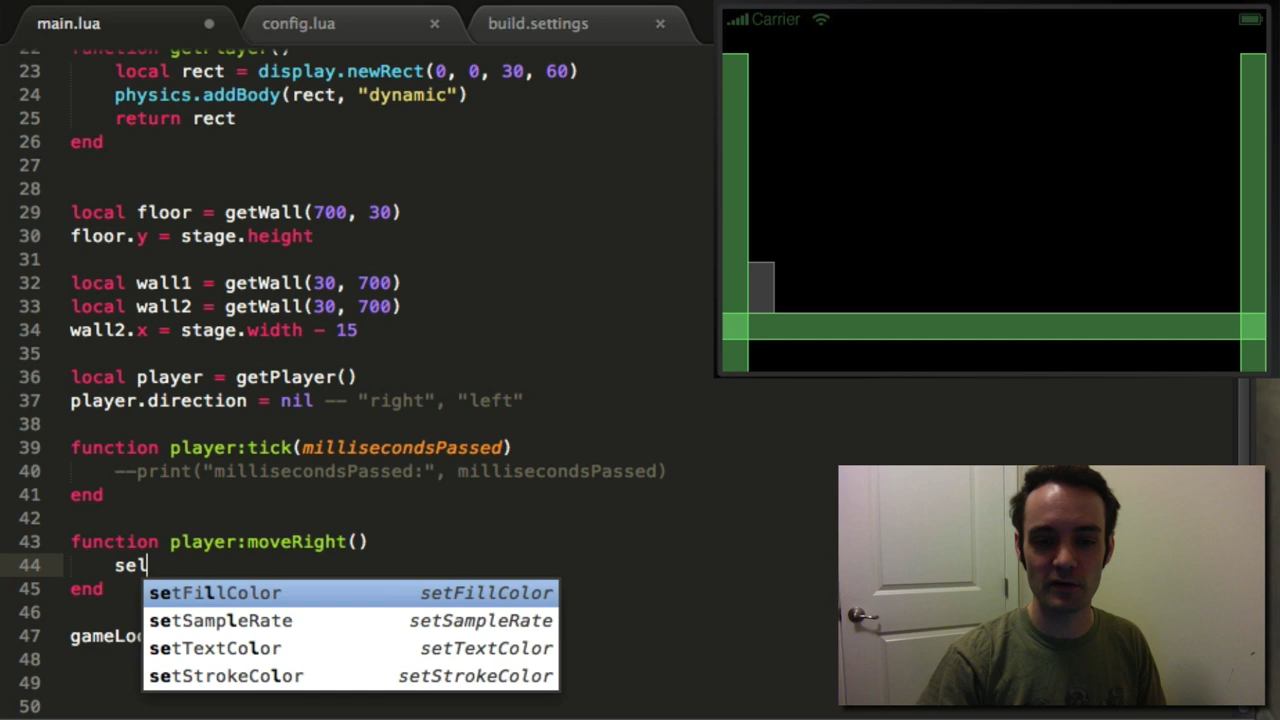 main.lua
config.lua ×
build.settings ×
Carrier
22 function getPlayer()
23 local rect = display.newRect(0, 0, 30, 60)
24 physics.addBody(rect, "dynamic")
25 return rect
26 end
27
28
29 local floor = getWall(700, 30)
30 floor.y = stage.height
31
32 local wall1 = getWall(30, 700)
33 local wall2 = getWall(30, 700)
34 wall2.x = stage.width - 15
35
36 local player = getPlayer()
37 player.direction = nil -- "right", "left"
38
39 function player:tick(millisecondsPassed)
40 --print("millisecondsPassed:", millisecondsPassed)
41 end
42
43 function player:moveRight()
44 sel
45 end
setFillColor setFillColor
46
setSampleRate setSampleRate
47 gameLoo
setTextColor setTextColor
48
setStrokeColor setStrokeColor
49
50